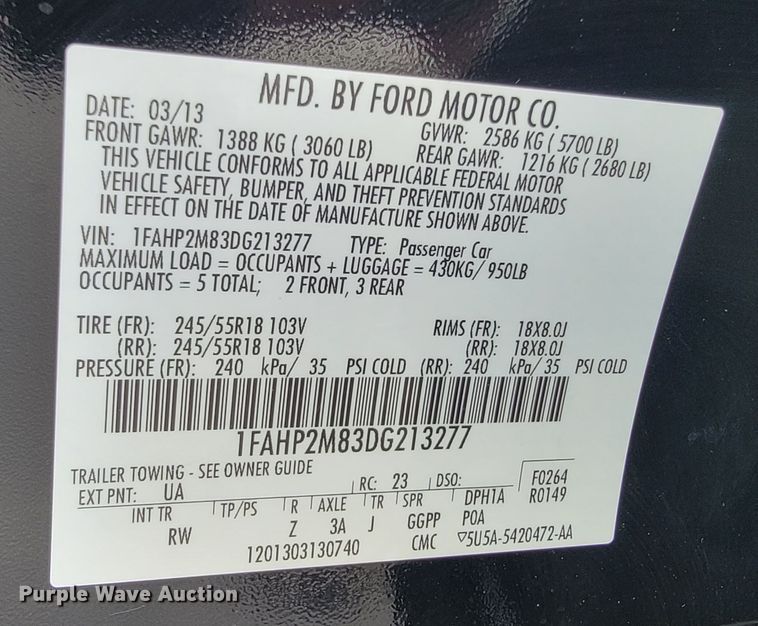 MFD. BY FORD MOTOR CO.
DATE: 03/13 GVWR: 2586 KG ( 5700 LB)
FRONT GAWR: 1388 KG ( 3060 LB) REAR GAWR: 1216 KG ( 2680 LB)
THIS VEHICLE CONFORMS TO ALL APPLICABLE FEDERAL MOTOR
VEHICLE SAFETY, BUMPER, AND THEFT PREVENTION STANDARDS
IN EFFECT ON THE DATE OF MANUFACTURE SHOWN ABOVE.
VIN: 1FAHP2M83DG213277 TYPE: Passenger Car
MAXIMUM LOAD = OCCUPANTS + LUGGAGE = 430KG/ 950LB
OCCUPANTS = 5 TOTAL; 2 FRONT, 3 REAR
TIRE (FR): 245/55R18 103V RIMS (FR): 18X8.0J
(RR): 245/55R18 103V (RR): 18X8.0J
PRESSURE (FR): 240 kPa/ 35 PSI COLD (RR): 240 kPa/ 35 PSI COLD
1FAHP2M83DG213277
TRAILER TOWING - SEE OWNER GUIDE
EXT PNT: UA RC: 23 DSO: F0264
INT TR TP/PS R AXLE TR SPR DPH1A R0149
RW Z 3A J GGPP POA
1201303130740 CMC ▽5U5A-5420472-AA
Purple Wave Auction